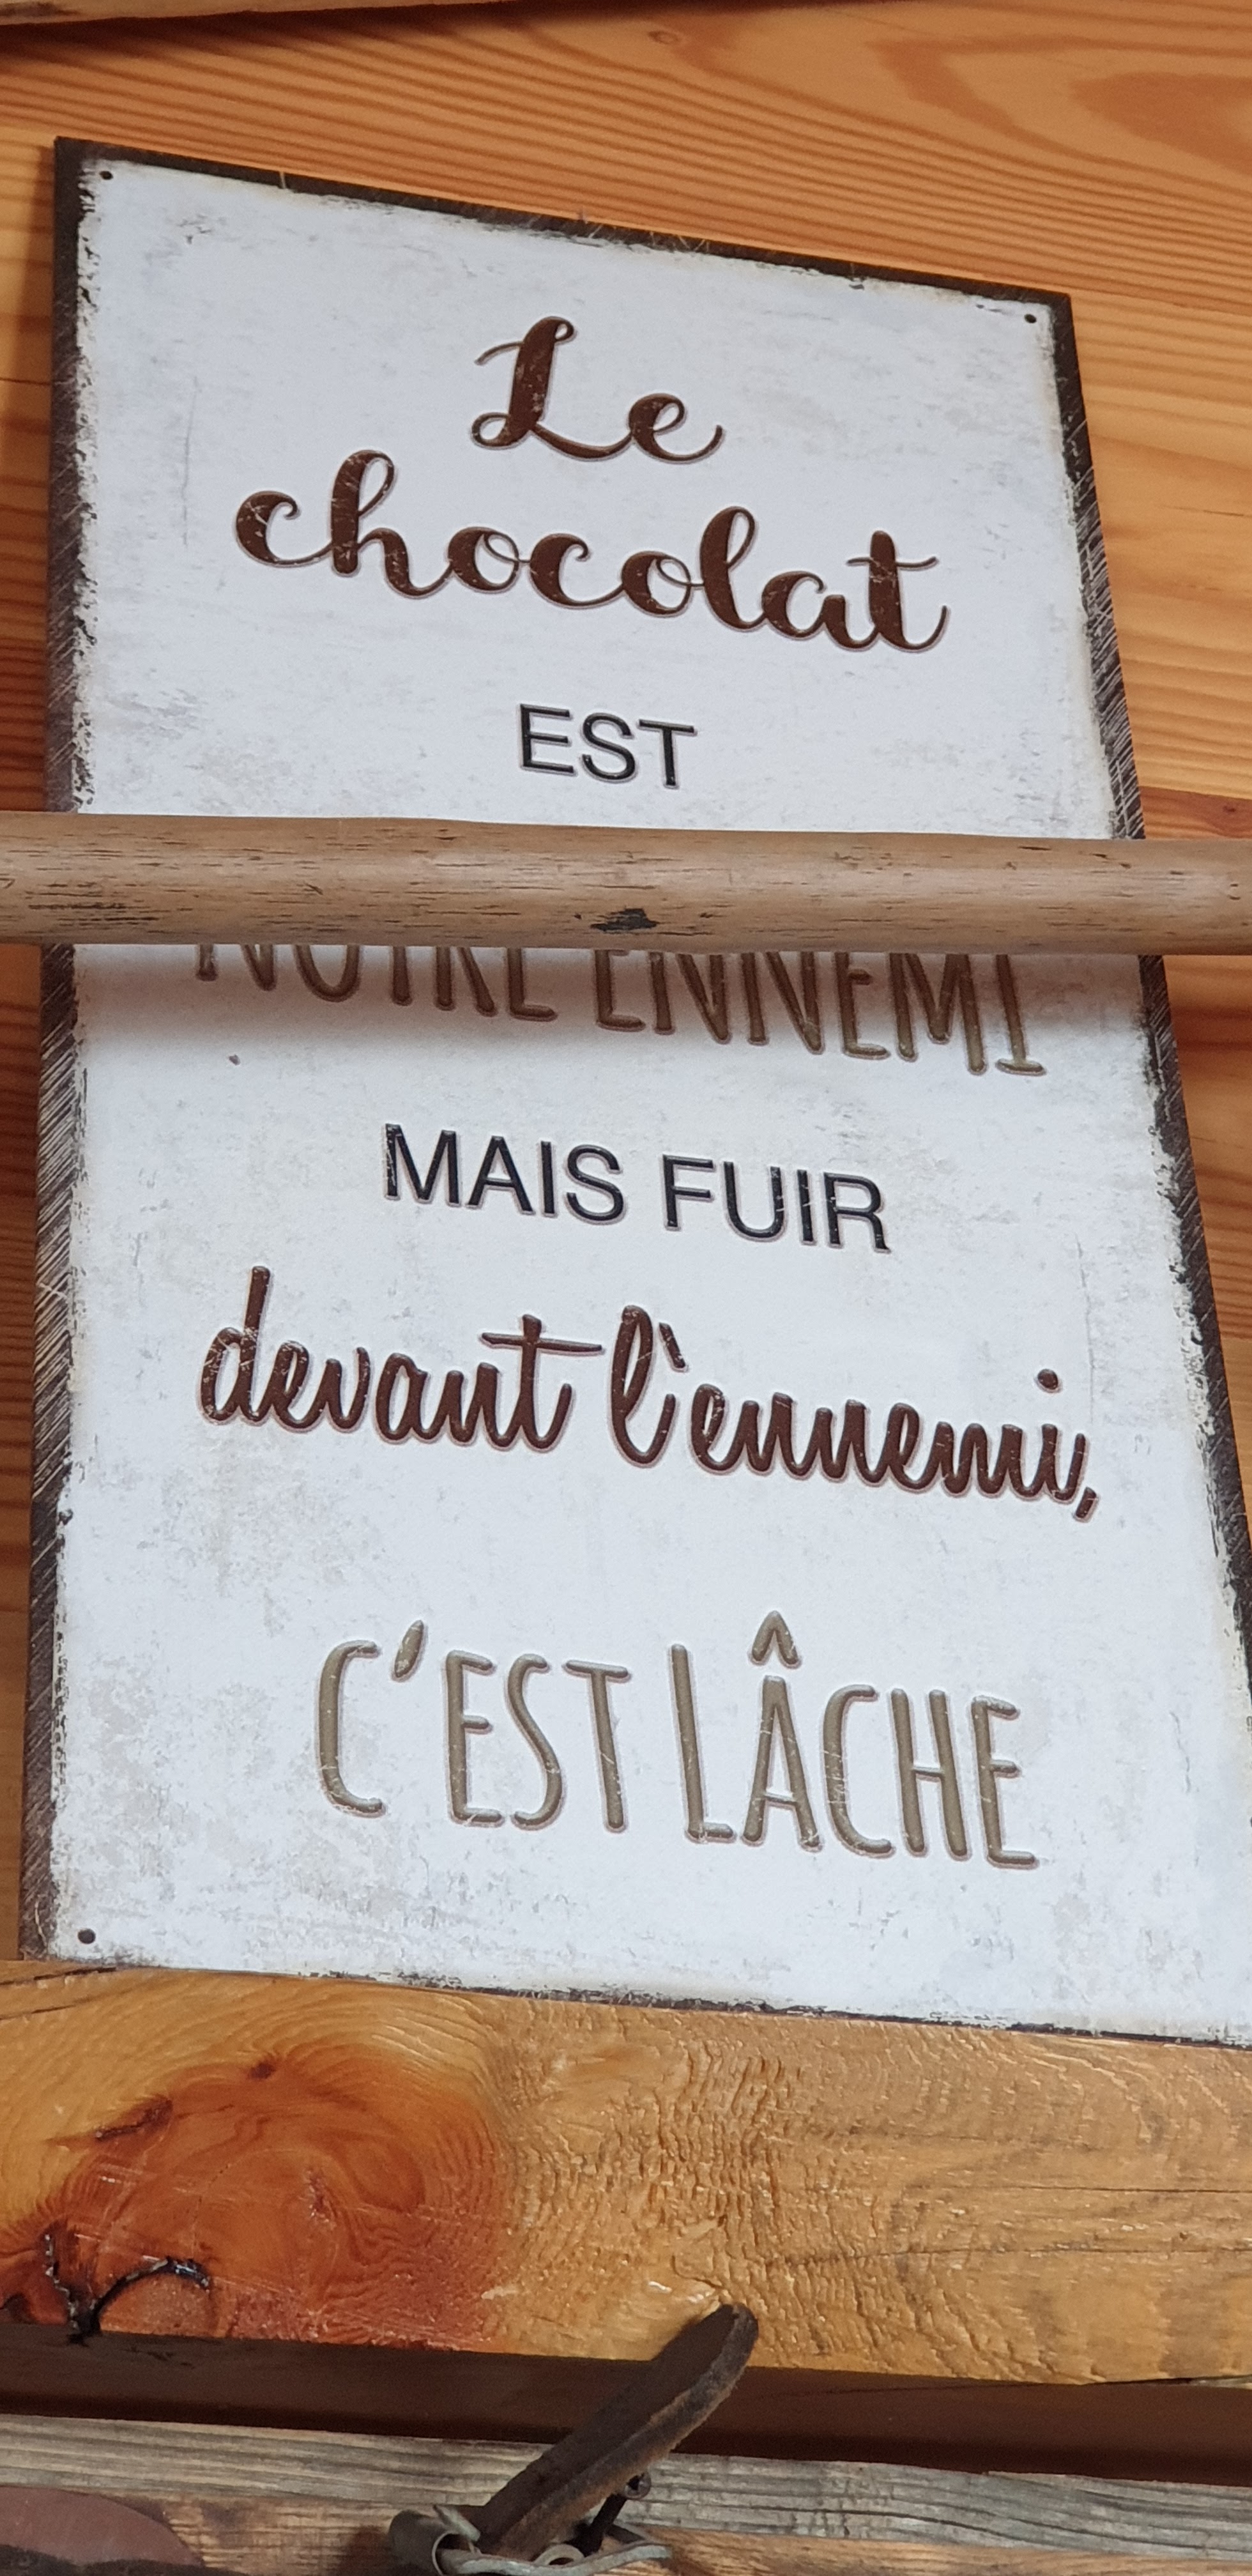 Le
chocolat
EST
NOTRE ENNEMI
MAIS FUIR
devant l'ennemi,
C'EST LÂCHE